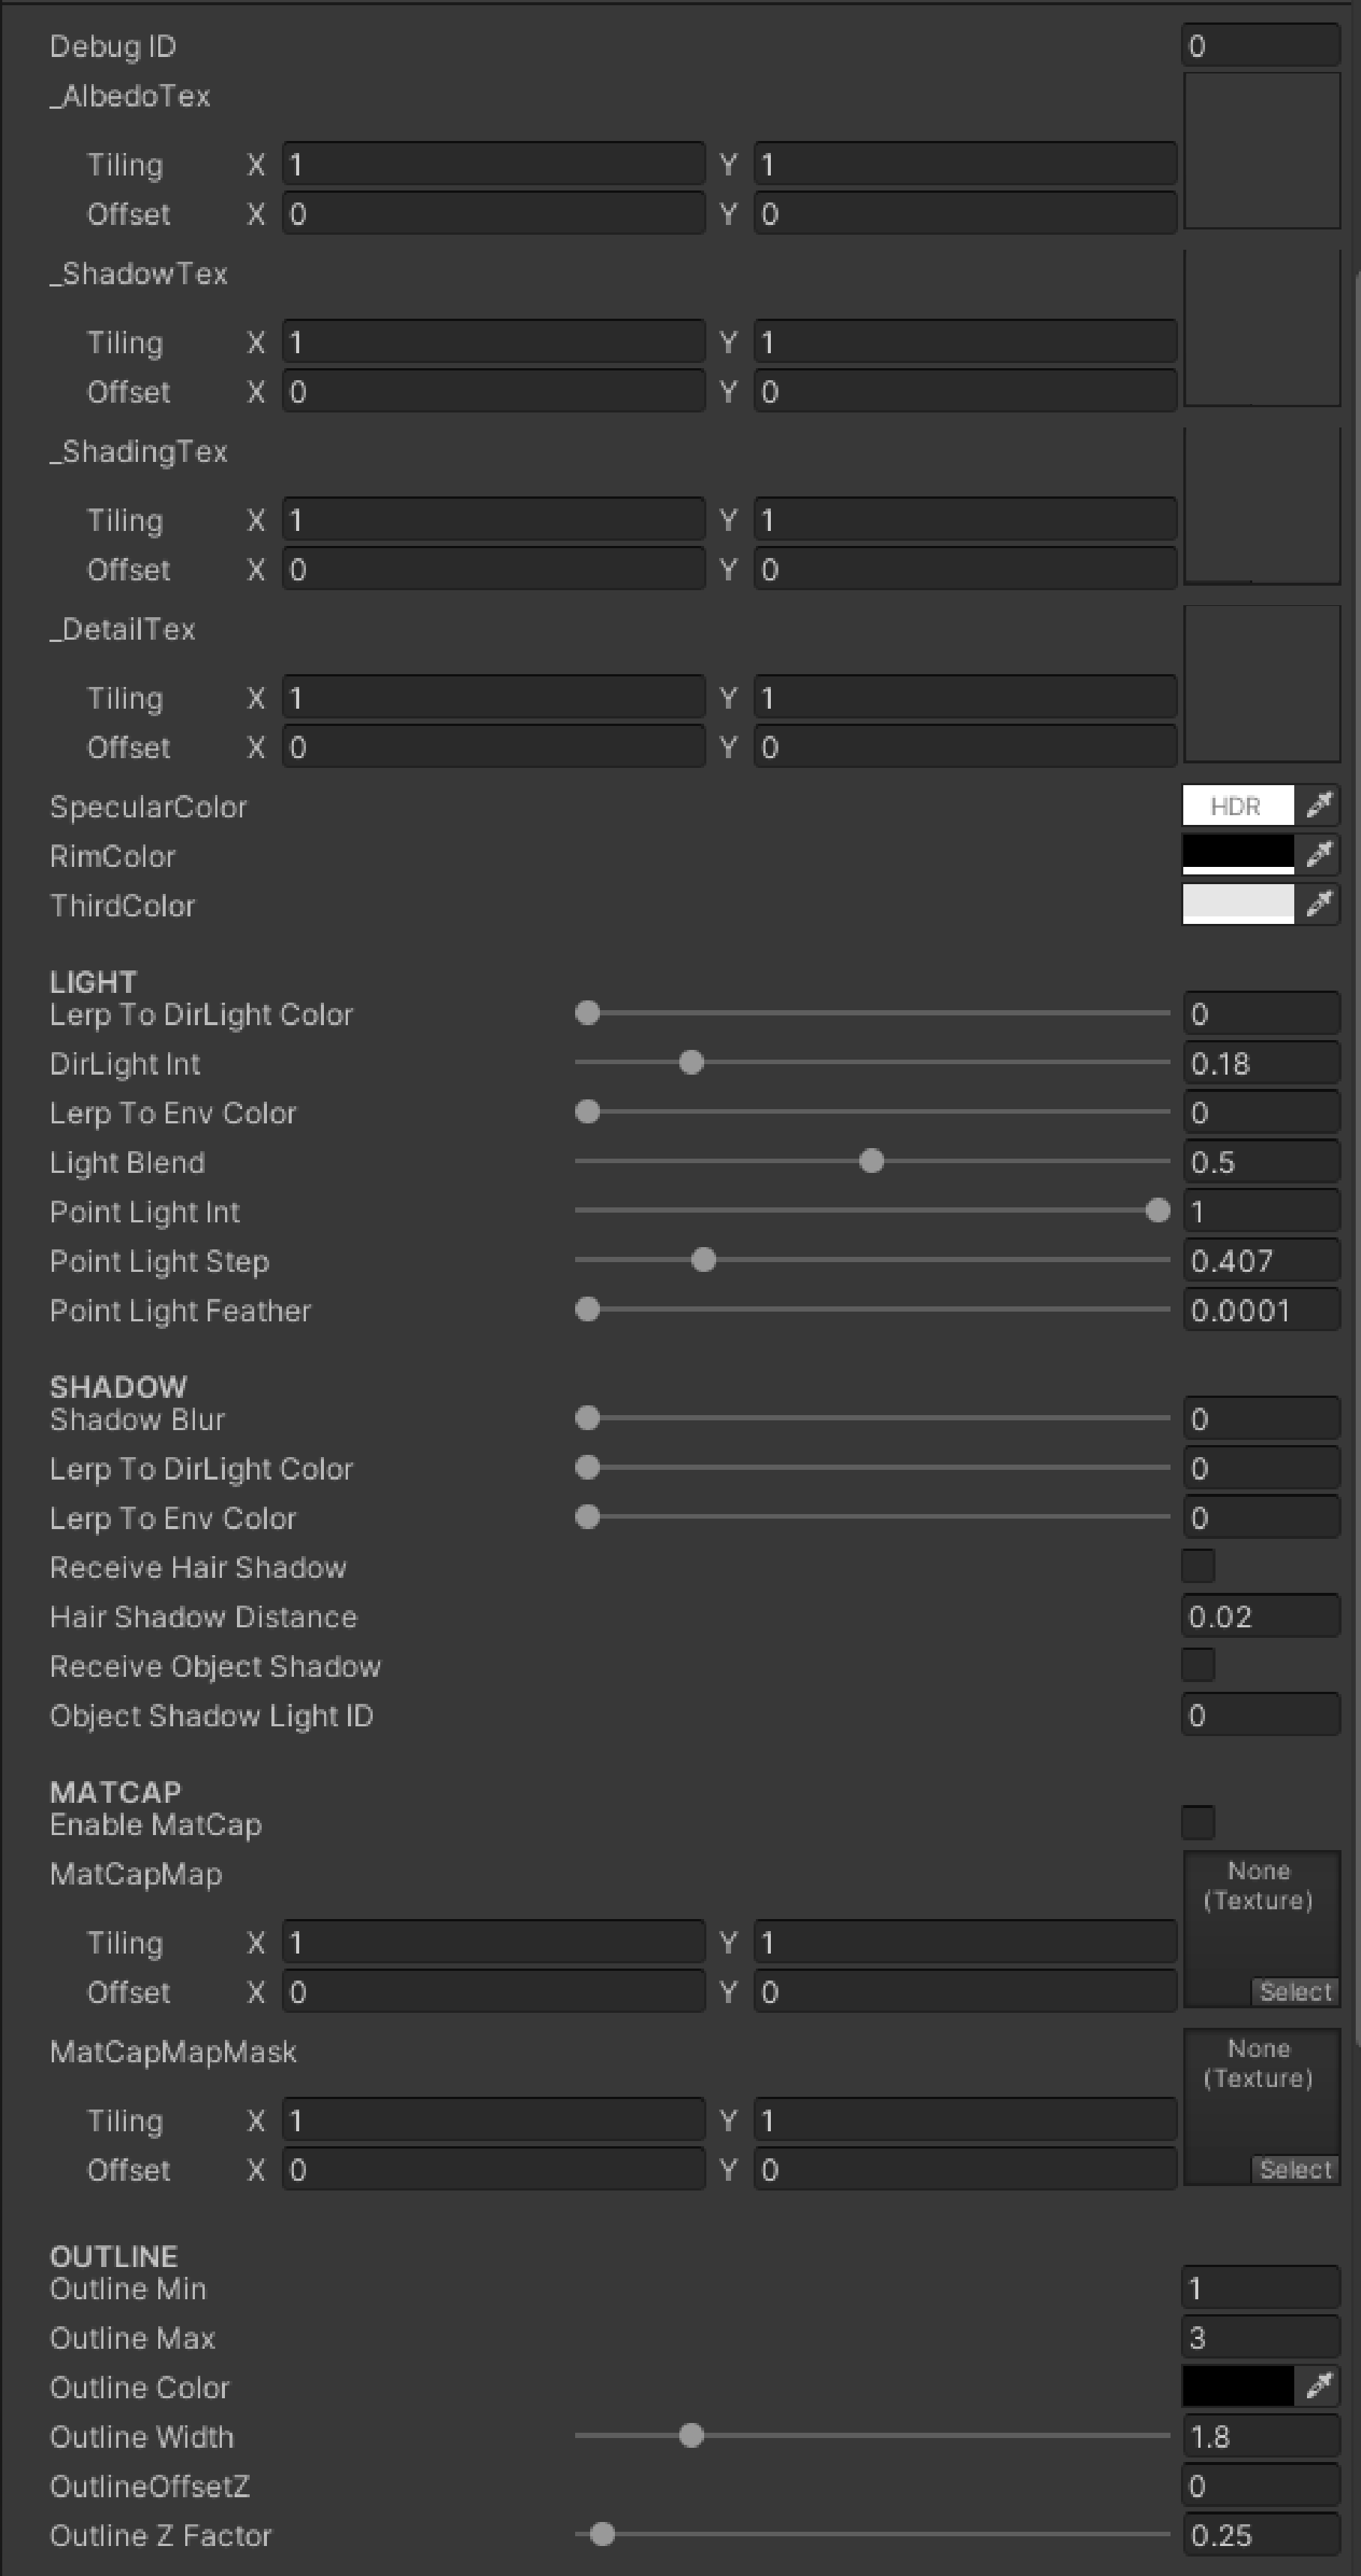 Debug ID 0
_AlbedoTex
Tiling X 1 Y 1
Offset X 0 Y 0
_ShadowTex
Tiling X 1 Y 1
Offset X 0 Y 0
_ShadingTex
Tiling X 1 Y 1
Offset X 0 Y 0
_DetailTex
Tiling X 1 Y 1
Offset X 0 Y 0
SpecularColor HDR
RimColor
ThirdColor
LIGHT
Lerp To DirLight Color 0
DirLight Int 0.18
Lerp To Env Color 0
Light Blend 0.5
Point Light Int 1
Point Light Step 0.407
Point Light Feather 0.0001
SHADOW
Shadow Blur 0
Lerp To DirLight Color 0
Lerp To Env Color 0
Receive Hair Shadow
Hair Shadow Distance 0.02
Receive Object Shadow
Object Shadow Light ID 0
MATCAP
Enable MatCap
MatCapMap None
(Texture)
Tiling X 1 Y 1
Offset X 0 Y 0 Select
MatCapMapMask None
(Texture)
Tiling X 1 Y 1
Offset X 0 Y 0 Select
OUTLINE
Outline Min 1
Outline Max 3
Outline Color
Outline Width 1.8
OutlineOffsetZ 0
Outline Z Factor 0.25